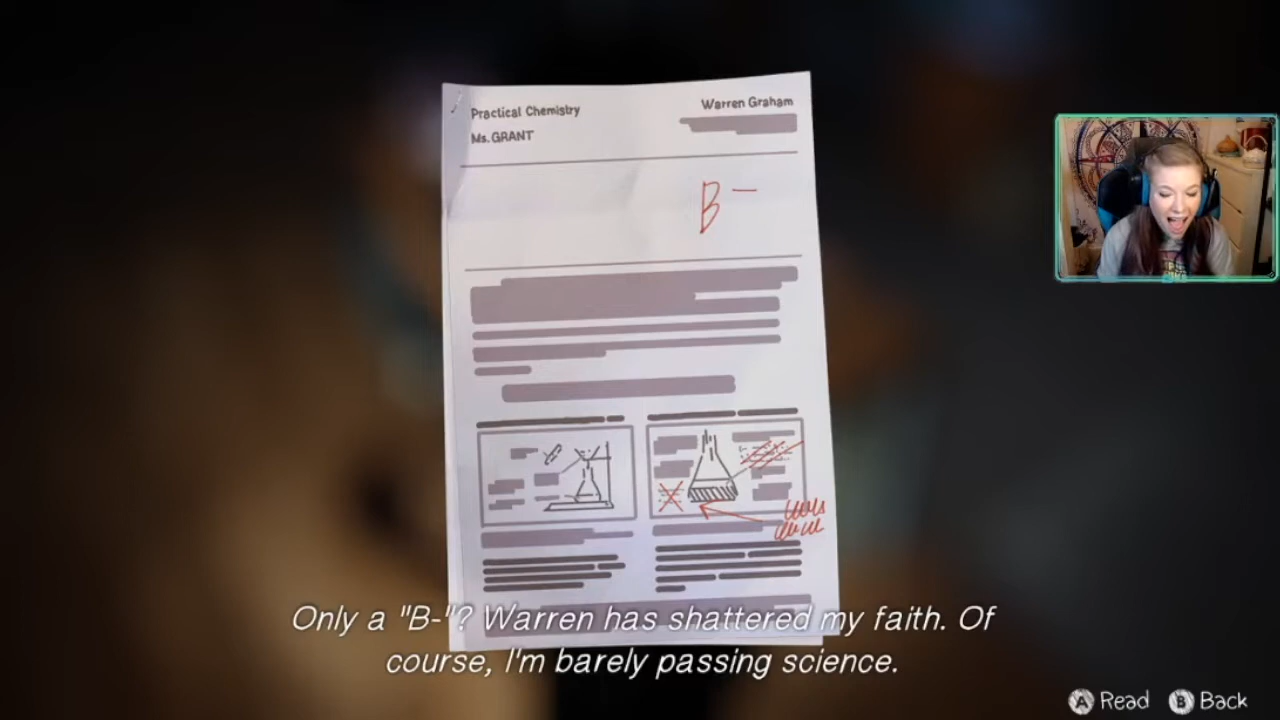 Practical Chemistry
Warren Graham
Ms. GRANT
B-
Only a "B-"? Warren has shattered my faith. Of
course, I'm barely passing science.
A Read B Back